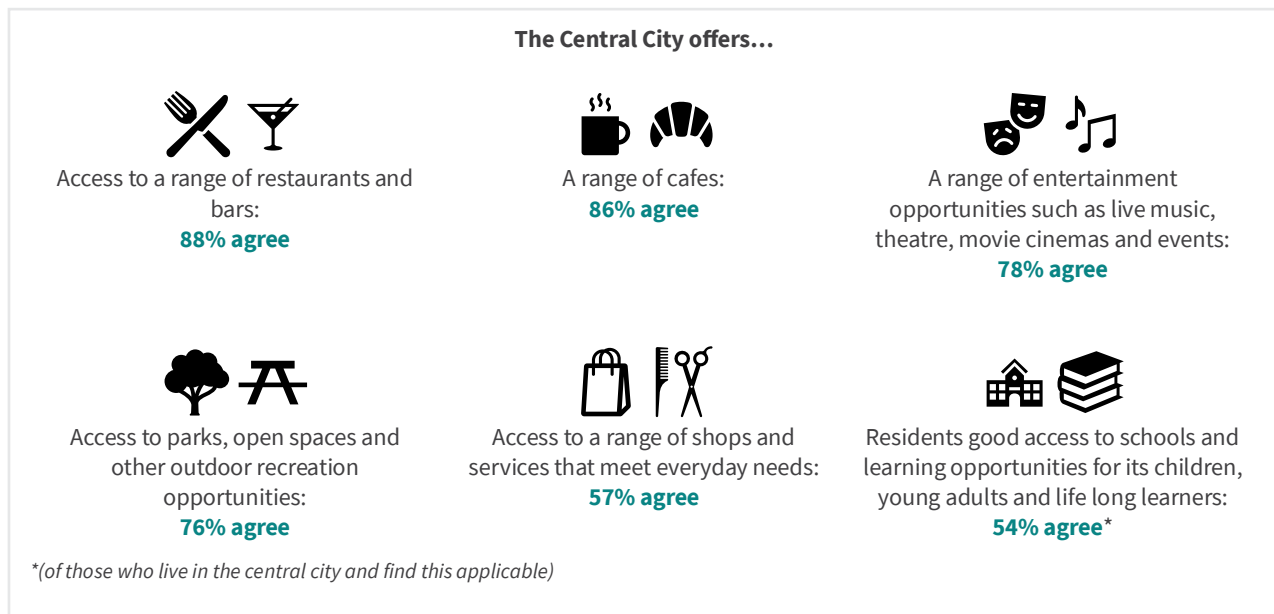 The Central City offers...
Access to a range of restaurants and
bars:
88% agree
A range of cafes:
86% agree
A range of entertainment
opportunities such as live music,
theatre, movie cinemas and events:
78% agree
Access to parks, open spaces and
other outdoor recreation
opportunities:
76% agree
Access to a range of shops and
services that meet everyday needs:
57% agree
Residents good access to schools and
learning opportunities for its children,
young adults and life long learners:
54% agree*
*(of those who live in the central city and find this applicable)